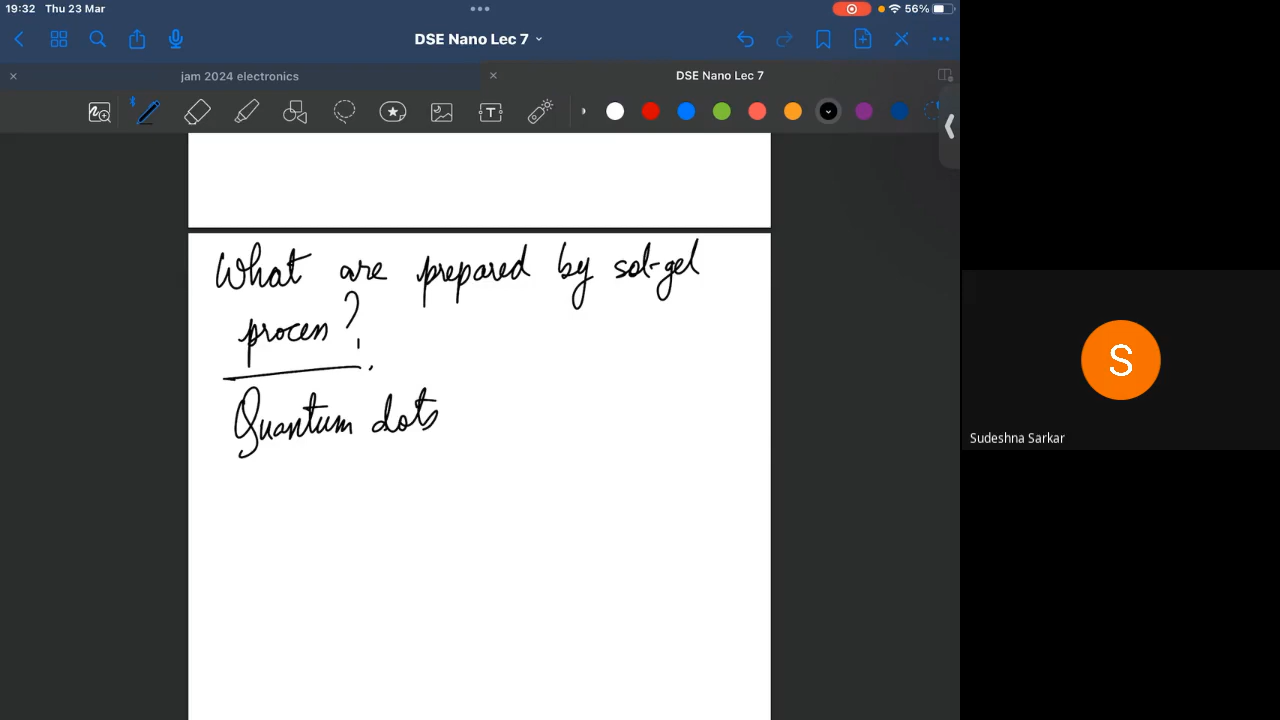 19:32 Thu 23 Mar
56%
DSE Nano Lec 7
jam 2024 electronics
DSE Nano Lec 7
What are prepared by sol-gel
process?
Quantum dots
S
Sudeshna Sarkar